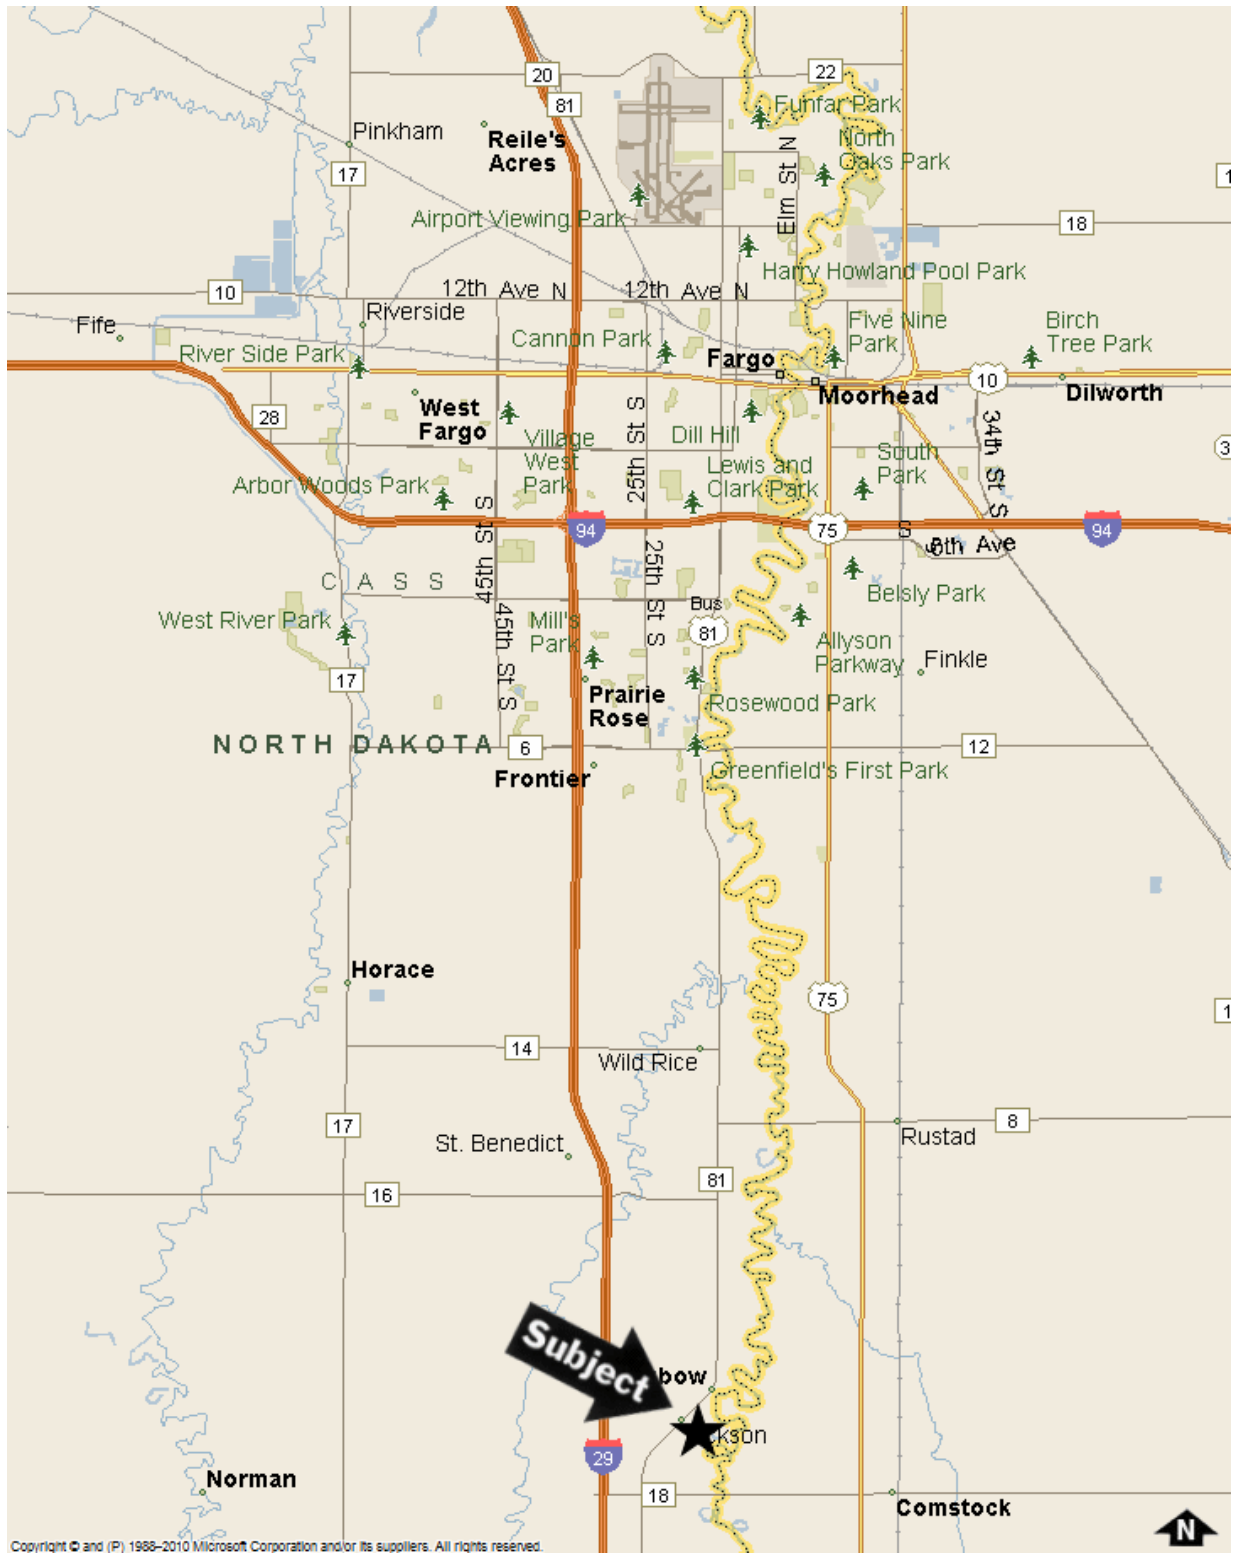 20
22
81
Funfar Park
Pinkham
Reile's
Acres
North
Oaks Park
17
Elm St N
Airport Viewing Park
18
Harry Howland Pool Park
10
12th Ave N
12th Ave N
Riverside
Fife
Cannon Park
Five Nine
Park
Birch
Tree Park
River Side Park
Fargo
10
Moorhead
Dilworth
28
West
Fargo
Village
West
Park
25th St S
Dill Hill
34th St S
South
Park
Lewis and
Clark Park
Arbor Woods Park
45th St S
94
75
S
94
Ave
25th St S
CASS
Belsly Park
Bus
81
West River Park
45th St S
Mill's
Park
Allyson
Parkway
Finkle
17
Prairie
Rose
Rosewood Park
NORTH DAKOTA
6
12
Frontier
Greenfield's First Park
Horace
75
14
Wild Rice
17
St. Benedict
8
Rustad
81
16
Subject
bow
ckson
29
Norman
18
Comstock
N
Copyright © and (P) 1988–2010 Microsoft Corporation and/or its suppliers. All rights reserved.